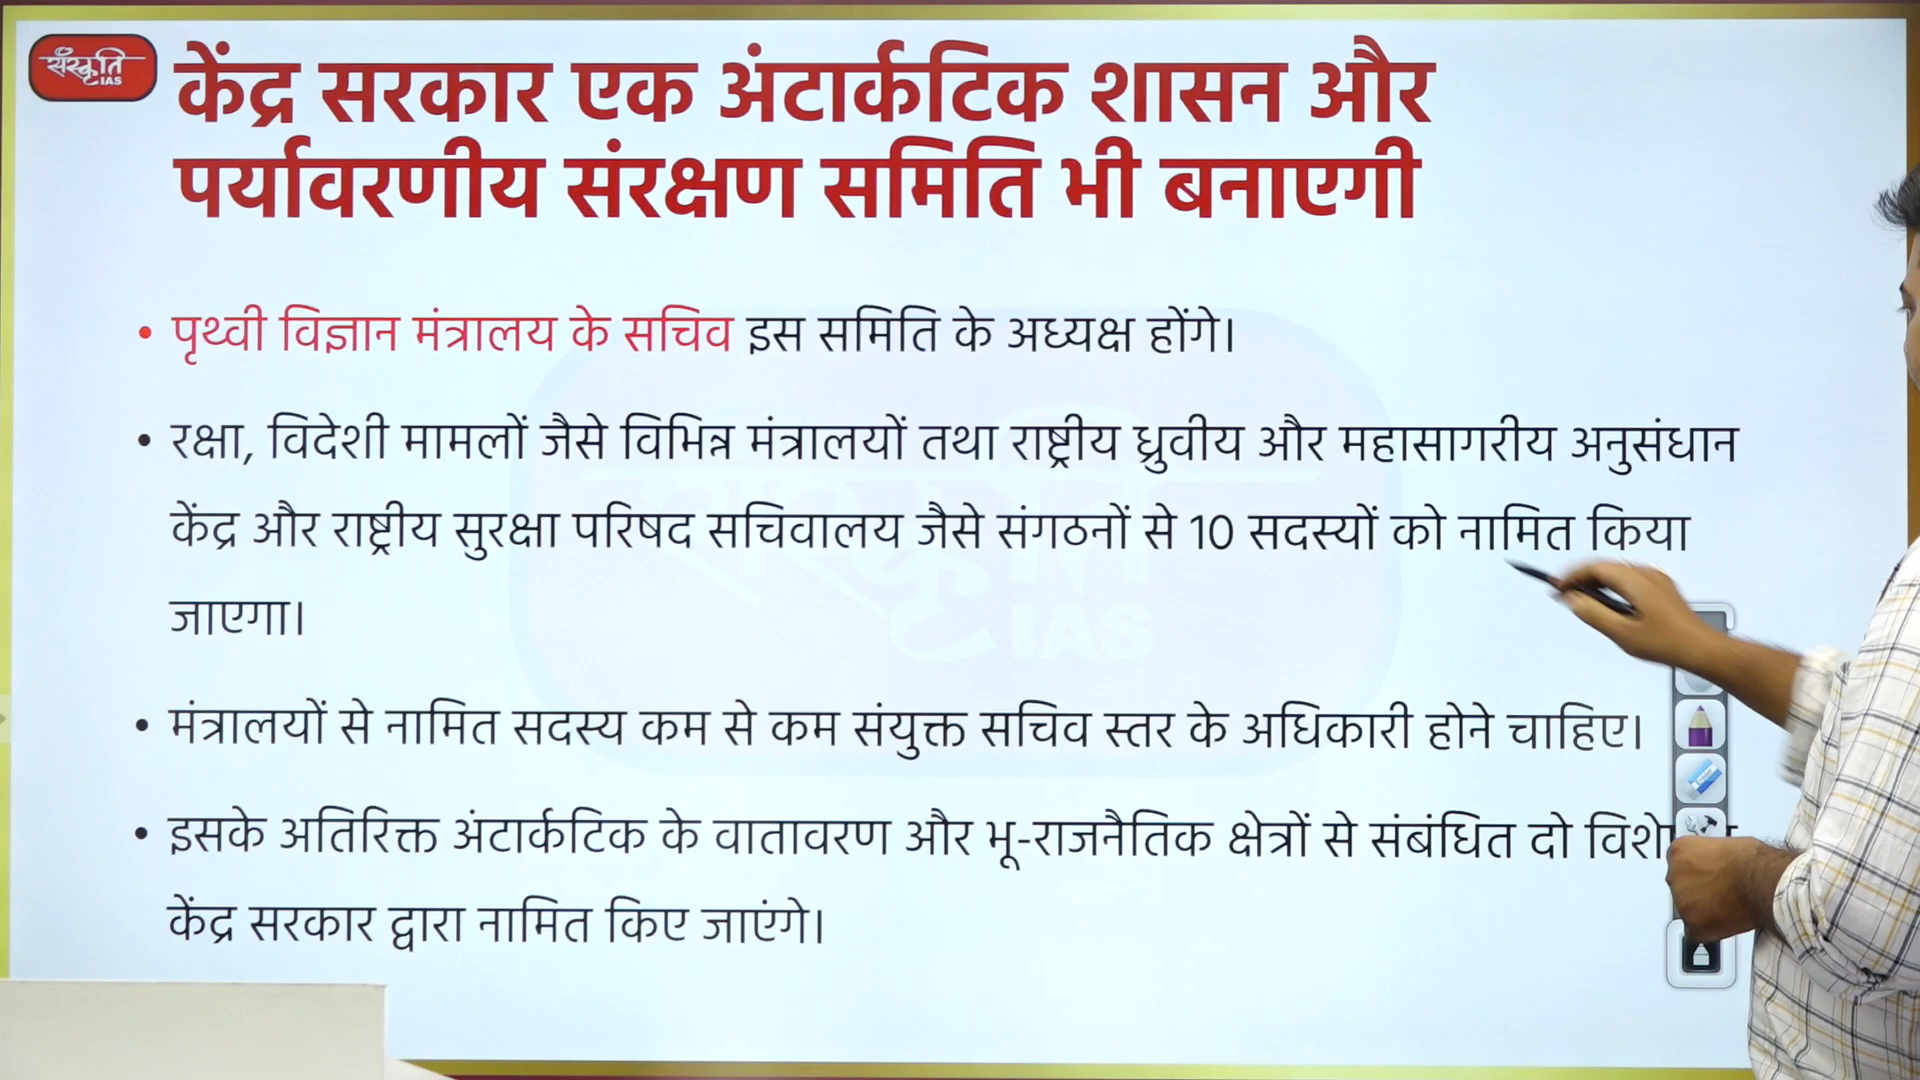 संस्कृति
IAS
केंद्र सरकार एक अंटार्कटिक शासन और
पर्यावरणीय संरक्षण समिति भी बनाएगी
• पृथ्वी विज्ञान मंत्रालय के सचिव इस समिति के अध्यक्ष होंगे।
• रक्षा, विदेशी मामलों जैसे विभिन्न मंत्रालयों तथा राष्ट्रीय ध्रुवीय और महासागरीय अनुसंधान
केंद्र और राष्ट्रीय सुरक्षा परिषद सचिवालय जैसे संगठनों से 10 सदस्यों को नामित किया
जाएगा।
• मंत्रालयों से नामित सदस्य कम से कम संयुक्त सचिव स्तर के अधिकारी होने चाहिए।
• इसके अतिरिक्त अंटार्कटिक के वातावरण और भू-राजनैतिक क्षेत्रों से संबंधित दो
केंद्र सरकार द्वारा नामित किए जाएंगे।
संस्कृति
IAS